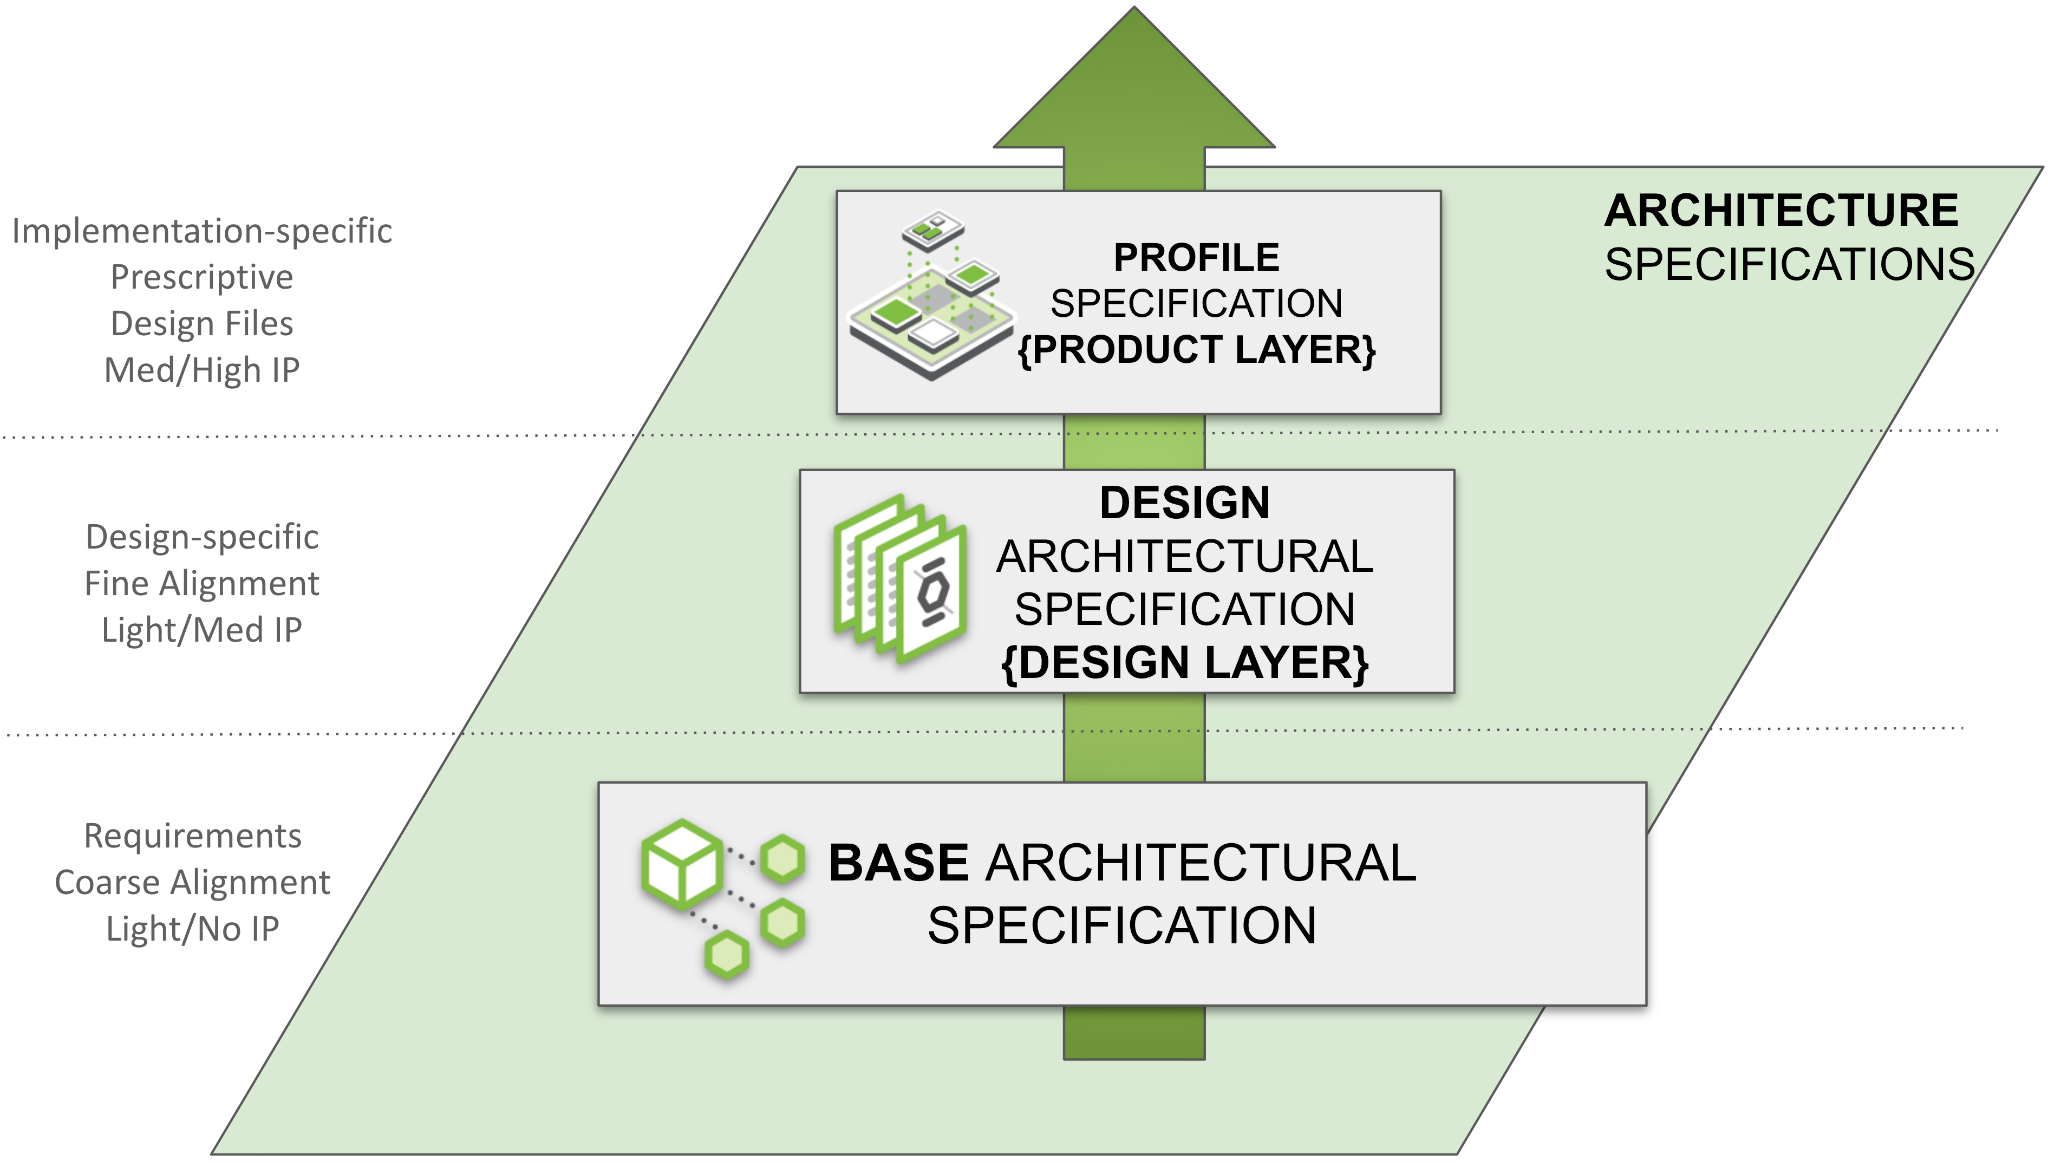 ARCHITECTURE
SPECIFICATIONS
Implementation-specific
Prescriptive
Design Files
Med/High IP
PROFILE
SPECIFICATION
{PRODUCT LAYER}
Design-specific
Fine Alignment
Light/Med IP
DESIGN
ARCHITECTURAL
SPECIFICATION
{DESIGN LAYER}
Requirements
Coarse Alignment
Light/No IP
BASE ARCHITECTURAL
SPECIFICATION